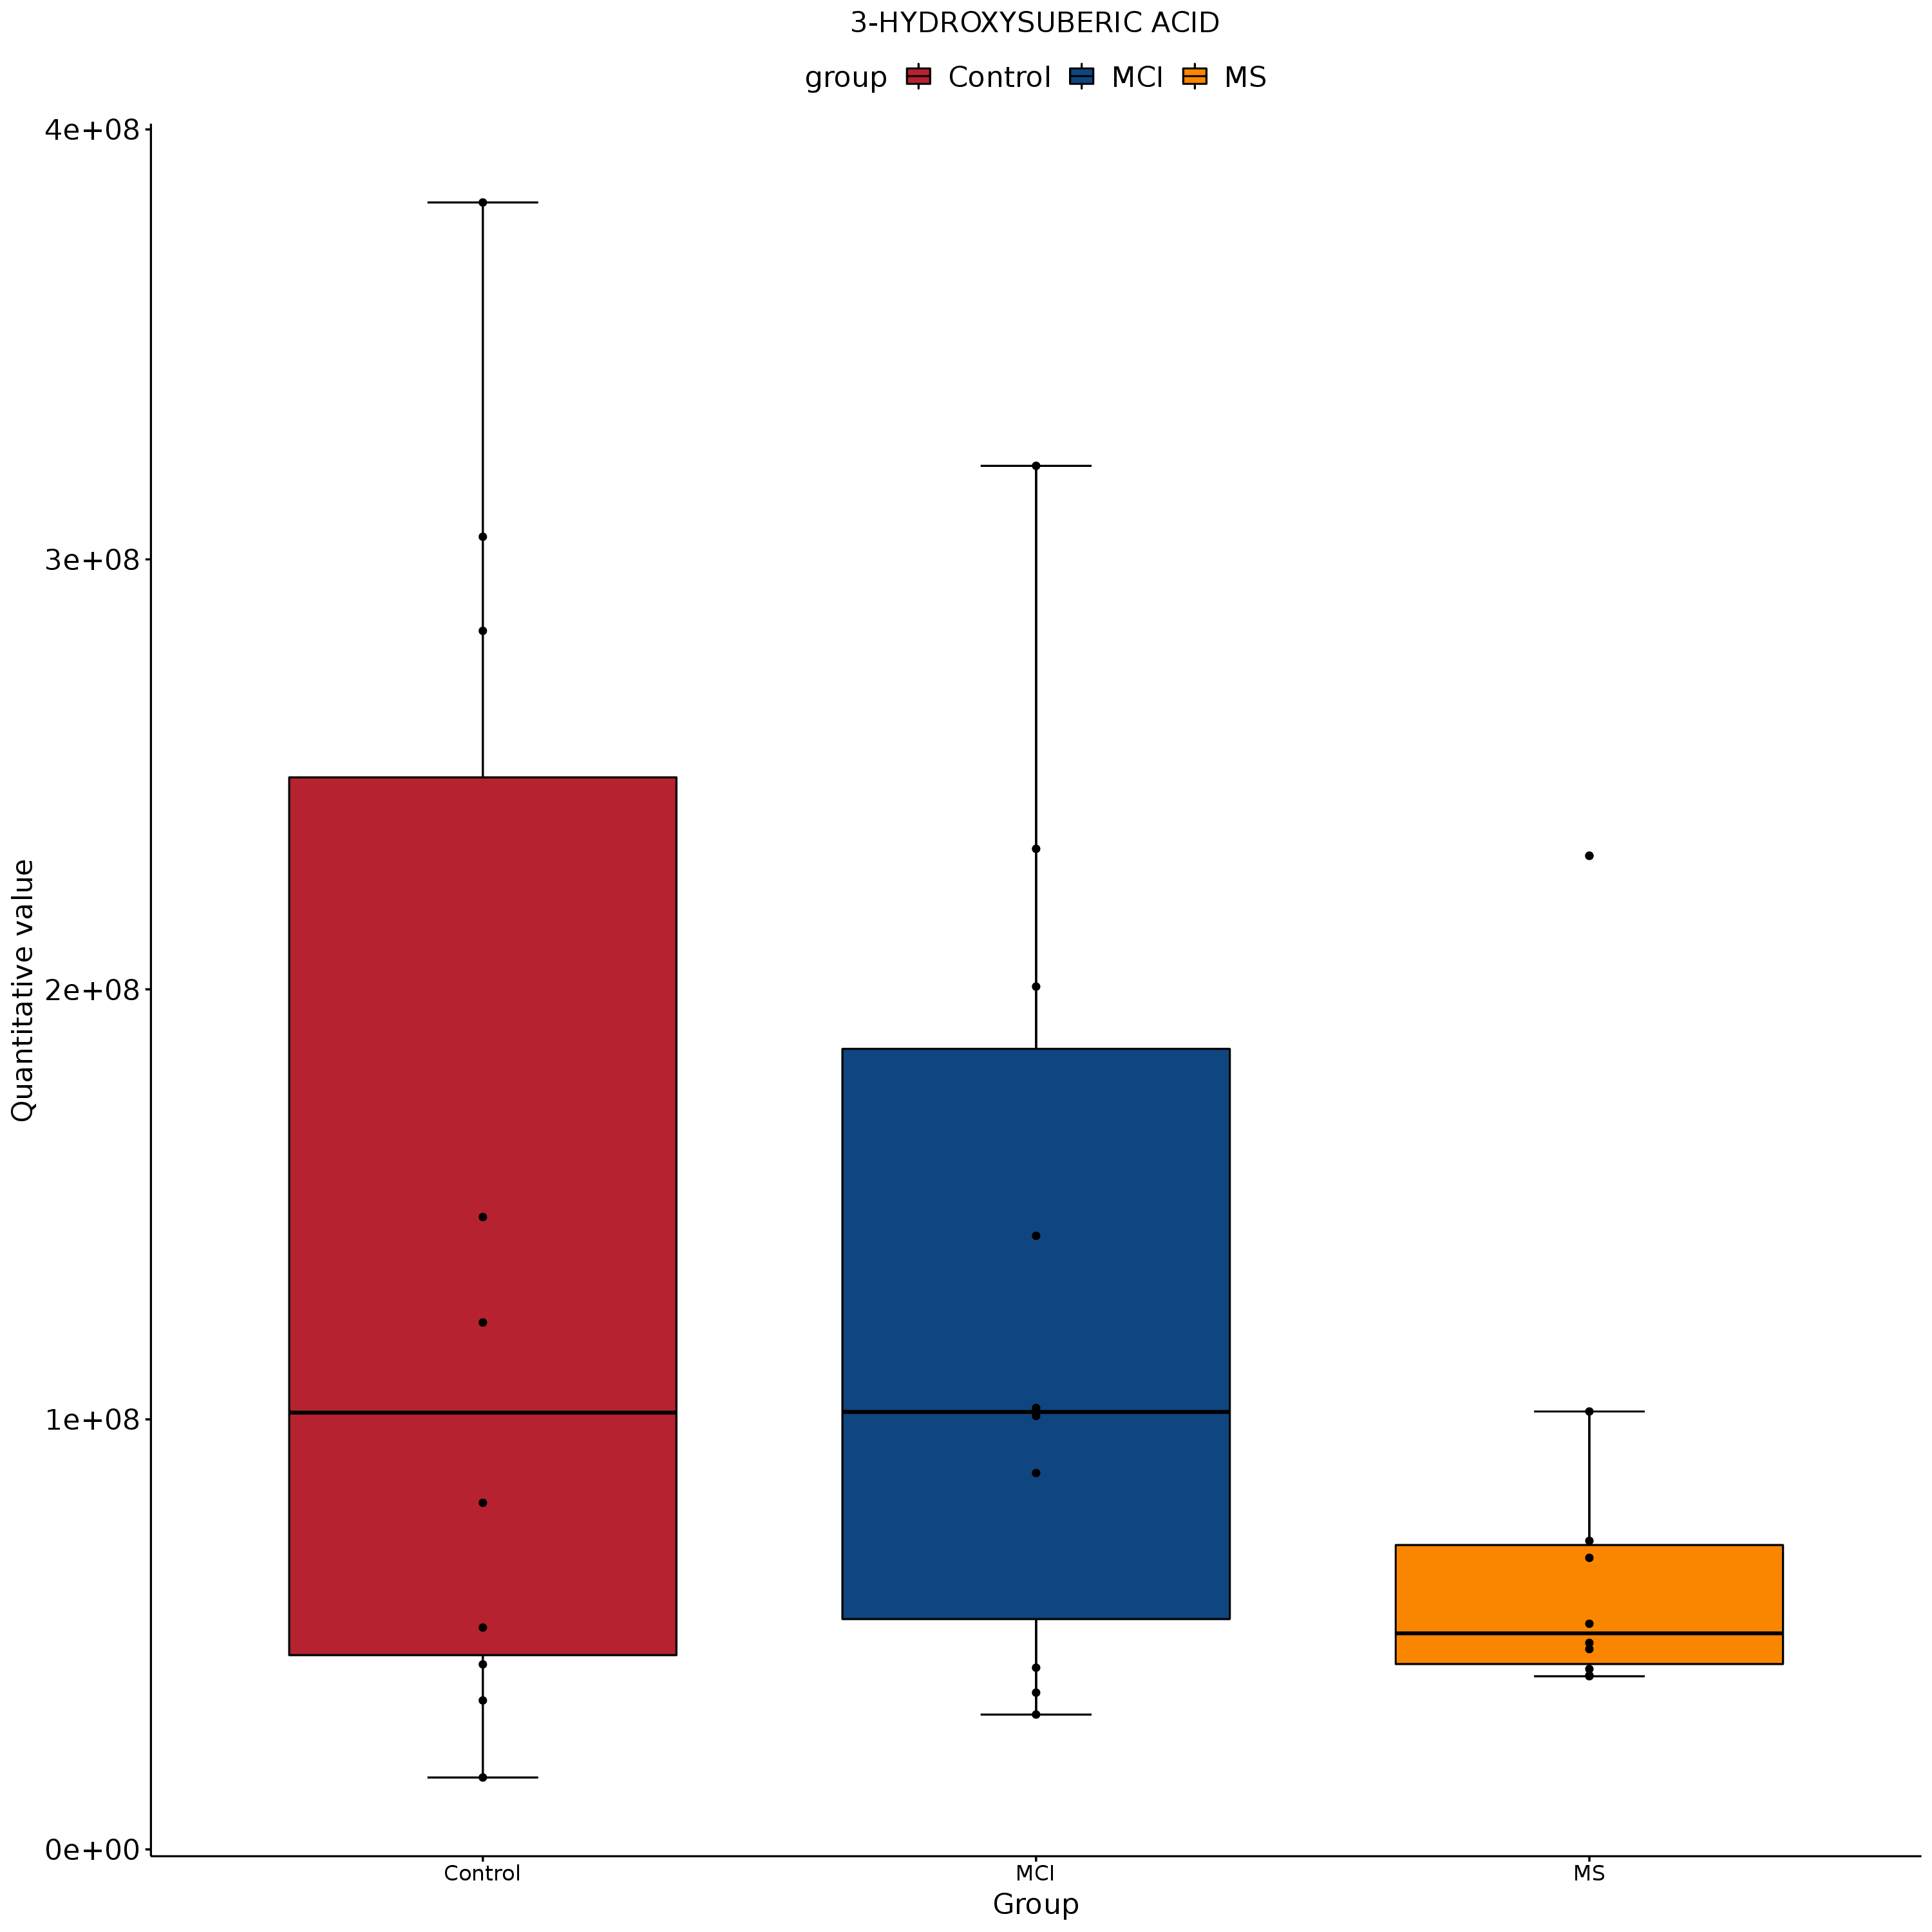 3-HYDROXYSUBERIC ACID
group Control MCI MS
4e+08
3e+08
2e+08
1e+08
0e+00
Quantitative value
Control MCI MS
Group